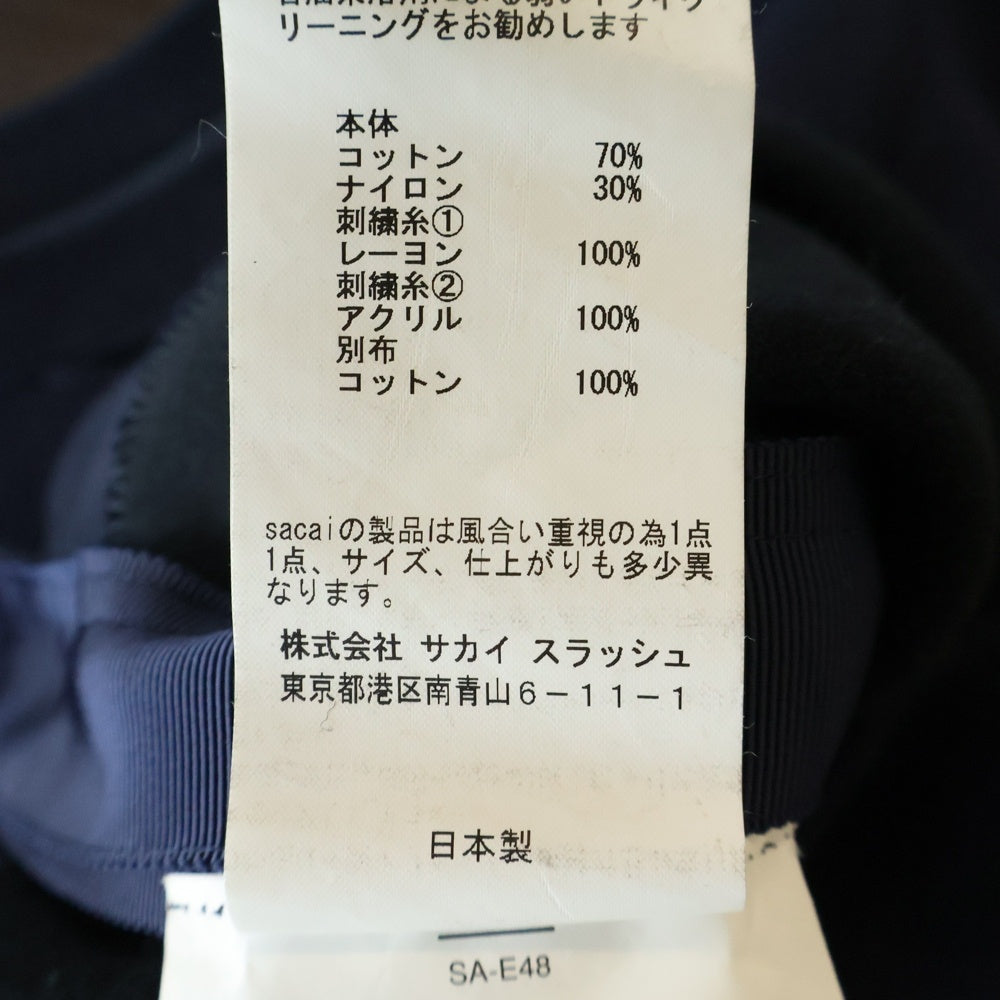 リーニングをお勧めします
本体
コットン 70%
ナイロン 30%
刺繍糸①
レーヨン 100%
刺繍糸②
アクリル 100%
別布
コットン 100%
sacaiの製品は風合い重視の為1点
1点、サイズ、仕上がりも多少異
なります。
株式会社 サカイ スラッシュ
東京都港区南青山6－11－1
日本製
SA-E48